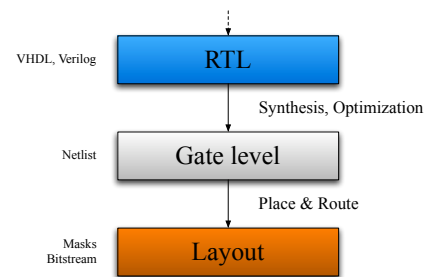 VHDL, Verilog
RTL
Synthesis, Optimization
Netlist
Gate level
Place & Route
Masks
Bitstream
Layout